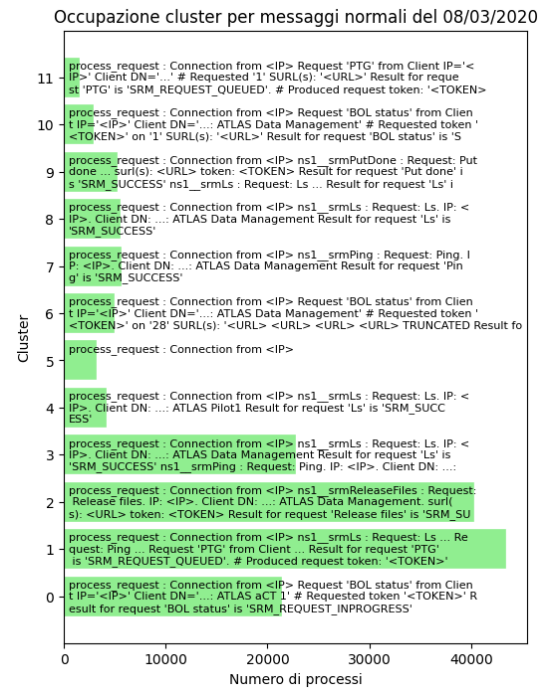 Occupazione cluster per messaggi normali del 08/03/2020
Cluster
11
process_request : Connection from <IP> Request 'PTG' from Client IP='<
IP>' Client DN='...' # Requested '1' SURL(s): '<URL>' Result for reque
st 'PTG' is 'SRM_REQUEST_QUEUED'. # Produced request token: '<TOKEN>
10
process_request : Connection from <IP> Request 'BOL status' from Clien
t IP='<IP>' Client DN='...: ATLAS Data Management' # Requested token '
<TOKEN>' on '1' SURL(s): '<URL>' Result for request 'BOL status' is 'S
9
process_request : Connection from <IP> ns1__srmPutDone : Request: Put
done ... surl(s): <URL> token: <TOKEN> Result for request 'Put done' i
s 'SRM_SUCCESS' ns1__srmLs : Request: Ls ... Result for request 'Ls' i
8
process_request : Connection from <IP> ns1__srmLs : Request: Ls. IP: <
IP>. Client DN: ...: ATLAS Data Management Result for request 'Ls' is
'SRM_SUCCESS'
7
process_request : Connection from <IP> ns1__srmPing : Request: Ping. I
P: <IP>. Client DN: ...: ATLAS Data Management Result for request 'Pin
g' is 'SRM_SUCCESS'
6
process_request : Connection from <IP> Request 'BOL status' from Clien
t IP='<IP>' Client DN='...: ATLAS Data Management' # Requested token '
<TOKEN>' on '28' SURL(s): '<URL <URL <URL <URL TRUNCATED Result fo
5
process_request : Connection from <IP>
4
process_request : Connection from <IP> ns1__srmLs : Request: Ls. IP: <
IP>. Client DN: ...: ATLAS Pilot1 Result for request 'Ls' is 'SRM_SUCC
ESS'
3
process_request : Connection from <IP> ns1__srmLs : Request: Ls. IP: <
IP>. Client DN: ...: ATLAS Data Management Result for request 'Ls' is
'SRM_SUCCESS' ns1__srmPing : Request: Ping. IP: <IP>. Client DN: ...:
2
process_request : Connection from <IP> ns1__srmReleaseFiles : Request:
Release files. IP: <IP>. Client DN: ...: ATLAS Data Management. surl(
s): <URL> token: <TOKEN> Result for request 'Release files' is 'SRM_SU
1
process_request : Connection from <IP> ns1__srmLs : Request: Ls ... Re
quest: Ping ... Request 'PTG' from Client ... Result for request 'PTG'
is 'SRM_REQUEST_QUEUED'. # Produced request token: '<TOKEN>'
0
process_request : Connection from <IP> Request 'BOL status' from Clien
t IP='<IP>' Client DN='...: ATLAS aCT 1' # Requested token '<TOKEN>' R
esult for request 'BOL status' is 'SRM_REQUEST_INPROGRESS'
0 10000 20000 30000 40000
Numero di processi